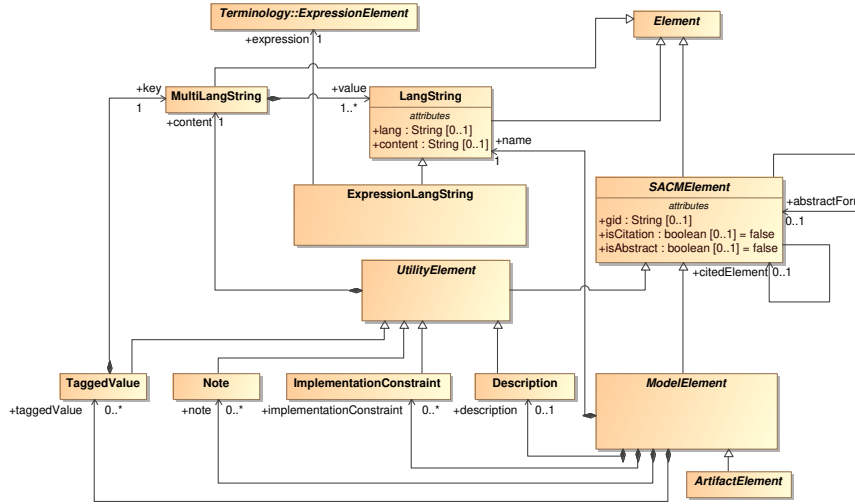 Terminology::ExpressionElement
Element
+expression 1
+key
1
MultiLangString
+value
1..*
LangString
attributes
+lang : String [0..1]
+content : String [0..1]
+content 1
+name
1
ExpressionLangString
SACMElement
attributes
+gid : String [0..1]
+isCitation : boolean [0..1] = false
+isAbstract : boolean [0..1] = false
+abstractForm
0..1
+citedElement 0..1
UtilityElement
TaggedValue
Note
ImplementationConstraint
Description
ModelElement
+taggedValue 0..*
+note 0..*
+implementationConstraint 0..*
+description 0..1
ArtifactElement